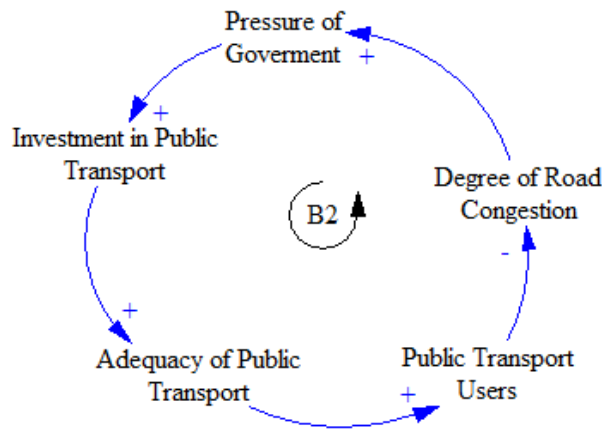 Pressure of
Goverment
+
+
Investment in Public
Transport
Degree of Road
Congestion
B2
-
+
Adequacy of Public
Transport
Public Transport
Users
+